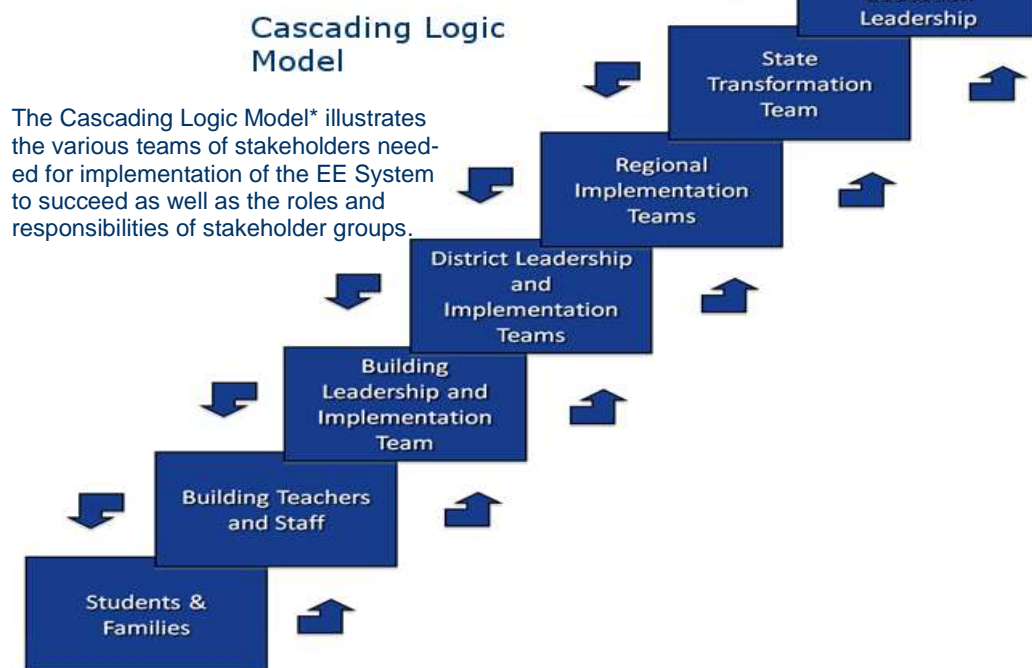 Cascading Logic
Model
The Cascading Logic Model* illustrates
the various teams of stakeholders need-
ed for implementation of the EE System
to succeed as well as the roles and
responsibilities of stakeholder groups.
Leadership
State
Transformation
Team
Regional
Implementation
Teams
District Leadership
and
Implementation
Teams
Building
Leadership and
Implementation
Team
Building Teachers
and Staff
Students &
Families